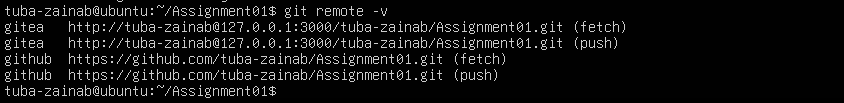 tuba-zainab@ubuntu:~/Assignment01$ git remote -v
gitea   http://tuba-zainab@127.0.0.1:3000/tuba-zainab/Assignment01.git (fetch)
gitea   http://tuba-zainab@127.0.0.1:3000/tuba-zainab/Assignment01.git (push)
github  https://github.com/tuba-zainab/Assignment01.git (fetch)
github  https://github.com/tuba-zainab/Assignment01.git (push)
tuba-zainab@ubuntu:~/Assignment01$